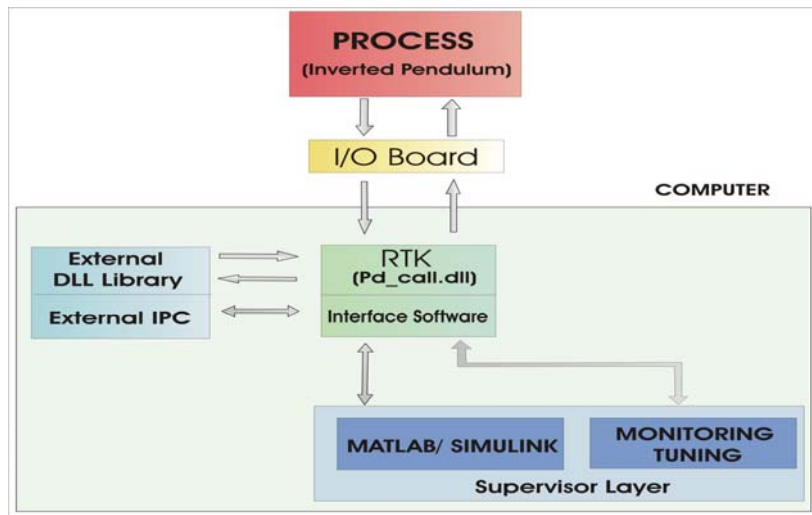 PROCESS
(Inverted Pendulum)
I/O Board
COMPUTER
External
DLL Library
External IPC
RTK
(Pd_call.dll)
Interface Software
MATLAB/ SIMULINK
MONITORING
TUNING
Supervisor Layer